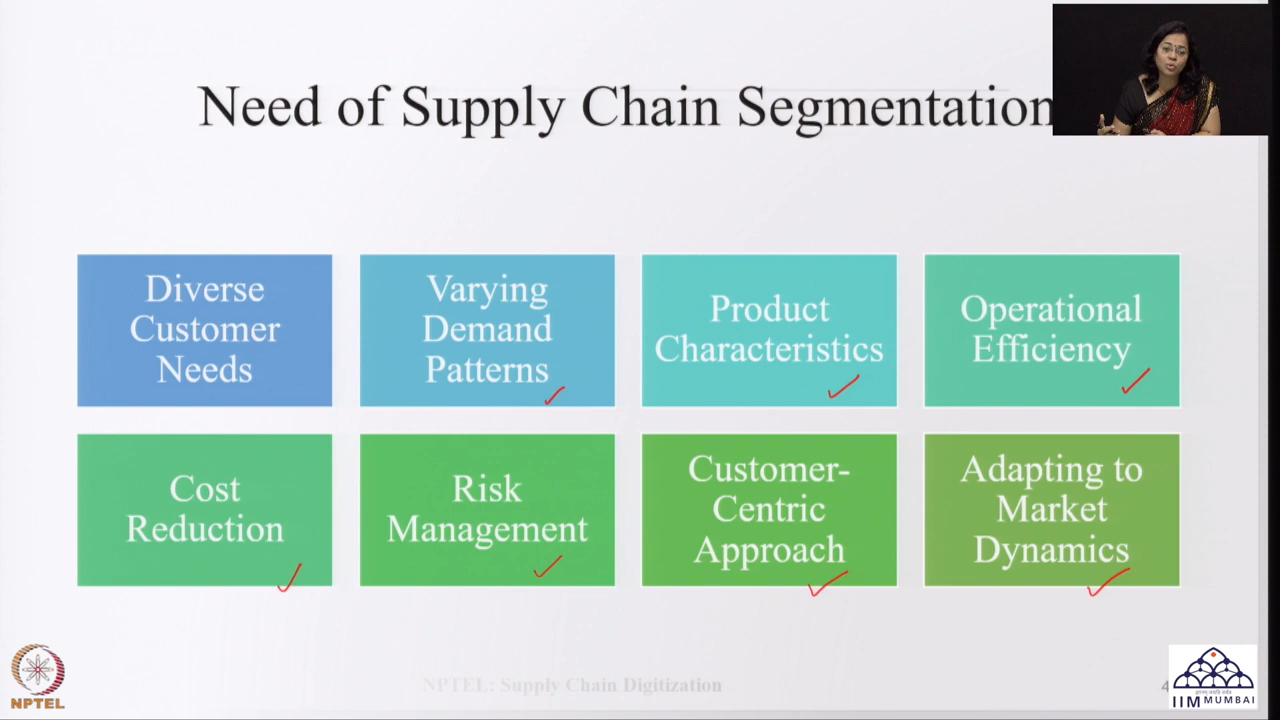 Need of Supply Chain Segmentation
Diverse
Customer
Needs
Varying
Demand
Patterns
Product
Characteristics
Operational
Efficiency
Cost
Reduction
Risk
Management
Customer-
Centric
Approach
Adapting to
Market
Dynamics
NPTEL
NPTEL: Supply Chain Digitization
4
IIM MUMBAI